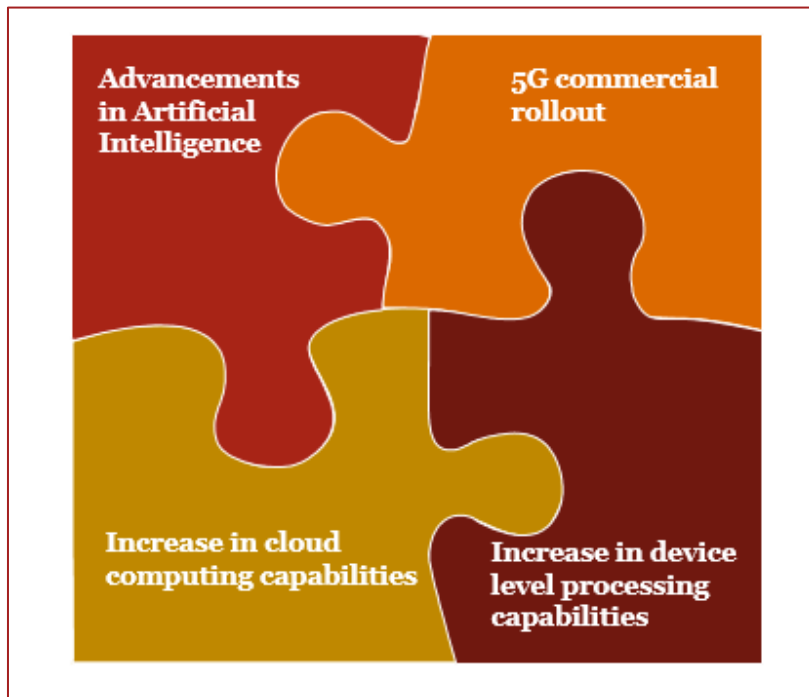 Advancements
in Artificial
Intelligence
5G commercial
rollout
Increase in cloud
computing capabilities
Increase in device
level processing
capabilities